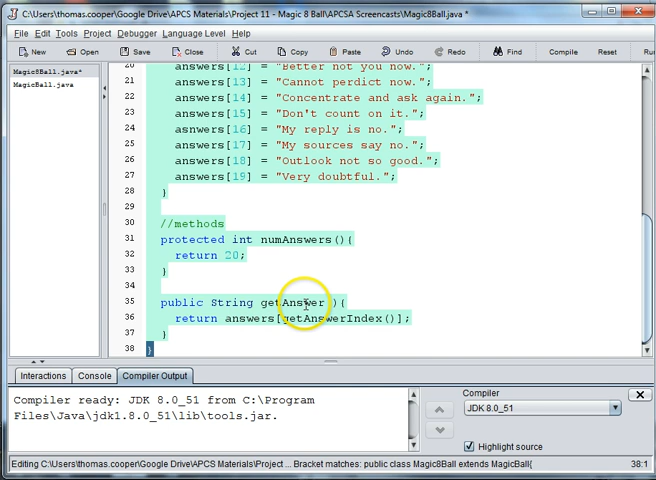 C:\Users\thomas.cooper\Google Drive\APCS Materials\Project 11 - Magic 8 Ball\APCSA Screencasts\Magic8Ball.java *
File Edit Tools Project Debugger Language Level Help
New Open Save Close Cut Copy Paste Undo Redo Find Compile Reset Run
Magic8Ball.java*
MagicBall.java
20 answers[12] = "Better not you now.";
21 answers[13] = "Cannot perdict now.";
22 answers[14] = "Concentrate and ask again.";
23 answers[15] = "Don't count on it.";
24 asnwers[16] = "My reply is no.";
25 answers[17] = "My sources say no.";
26 answers[18] = "Outlook not so good.";
27 answers[19] = "Very doubtful.";
28 }
29
30 //methods
31 protected int numAnswers(){
32 return 20;
33 }
34
35 public String getAnswer(){
36 return answers[getAnswerIndex()];
37 }
38 }
Interactions Console Compiler Output
Compiler ready: JDK 8.0_51 from C:\Program
Files\Java\jdk1.8.0_51\lib\tools.jar.
Compiler
JDK 8.0_51
Highlight source
Editing C:\Users\thomas.cooper\Google Drive\APCS Materials\Project ... Bracket matches: public class Magic8Ball extends MagicBall{ 38:1